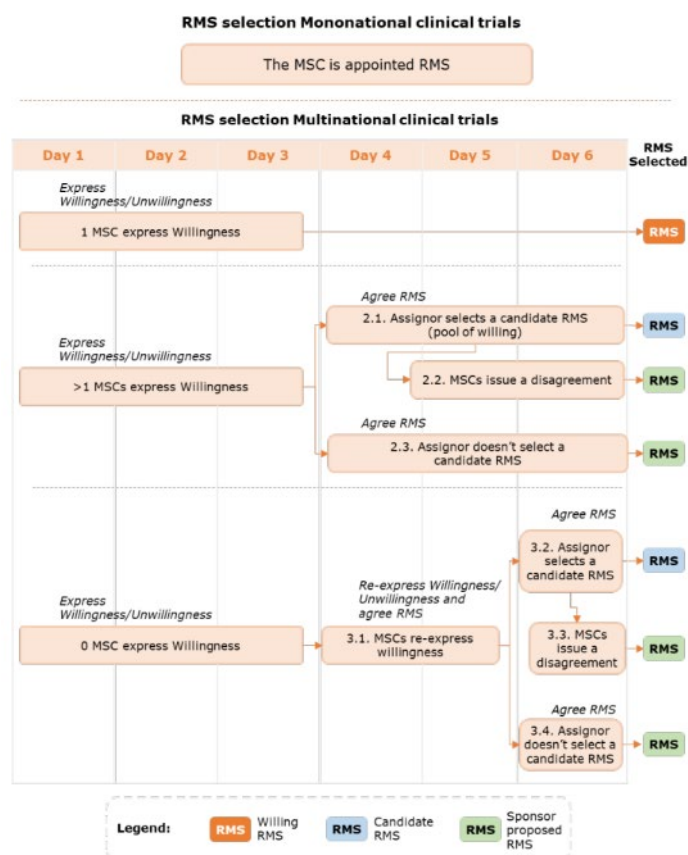 RMS selection Mononational clinical trials
The MSC is appointed RMS
RMS selection Multinational clinical trials
Day 1 Day 2 Day 3 Day 4 Day 5 Day 6 RMS
Selected
Express
Willingness/Unwillingness
1 MSC express Willingness RMS
Agree RMS
2.1. Assignor selects a candidate RMS
(pool of willing)
RMS
Express
Willingness/Unwillingness
>1 MSCs express Willingness
2.2. MSCs issue a disagreement RMS
Agree RMS
2.3. Assignor doesn't select a
candidate RMS
RMS
Agree RMS
3.2. Assignor
selects a
candidate RMS
RMS
Re-express Willingness/
Unwillingness and
agree RMS
Express
Willingness/Unwillingness
0 MSC express Willingness
3.1. MSCs re-express
willingness
3.3. MSCs
issue a
disagreement
RMS
Agree RMS
3.4. Assignor
doesn't select a
candidate RMS
RMS
Legend:
RMS Willing
RMS
RMS Candidate
RMS
RMS Sponsor
proposed
RMS